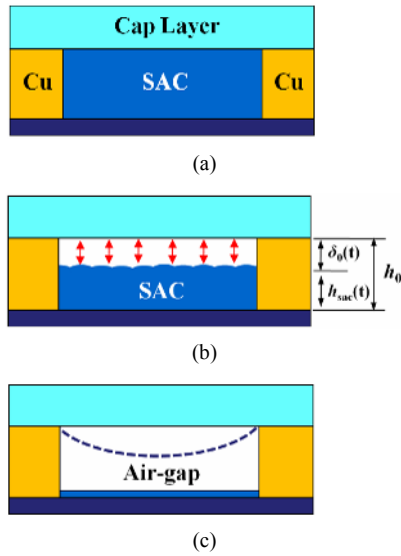 Cap Layer
Cu SAC Cu
(a)
δ₀(t)
h₀
SAC
hsac(t)
(b)
Air-gap
(c)